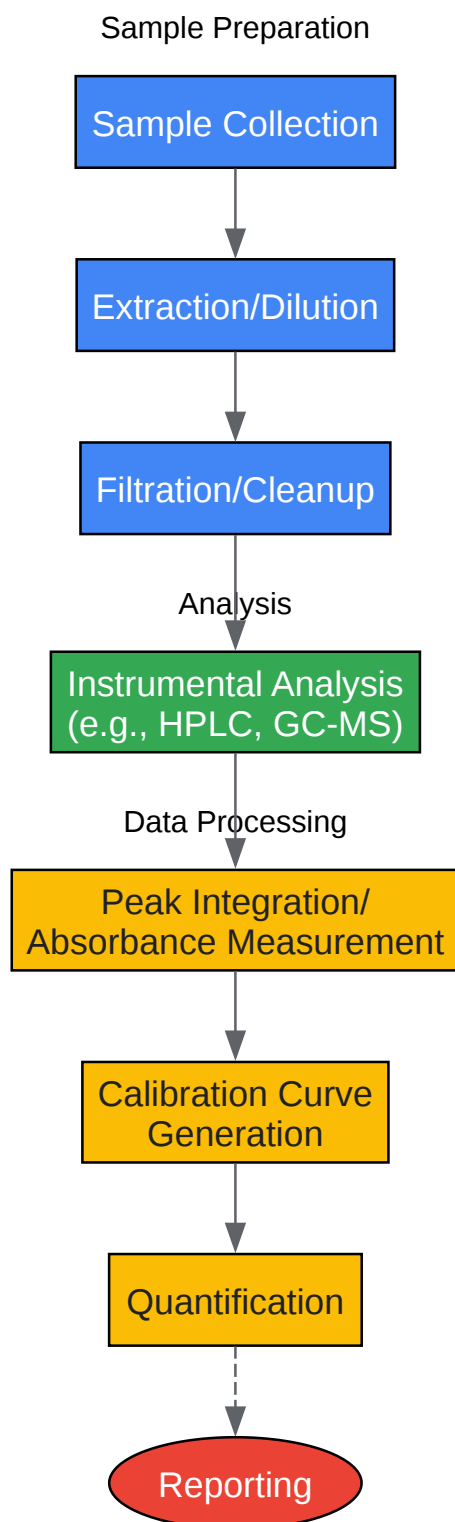 Sample Preparation
Sample Collection
Extraction/Dilution
Filtration/Cleanup
Analysis
Instrumental Analysis
(e.g., HPLC, GC-MS)
Data Processing
Peak Integration/
Absorbance Measurement
Calibration Curve
Generation
Quantification
Reporting